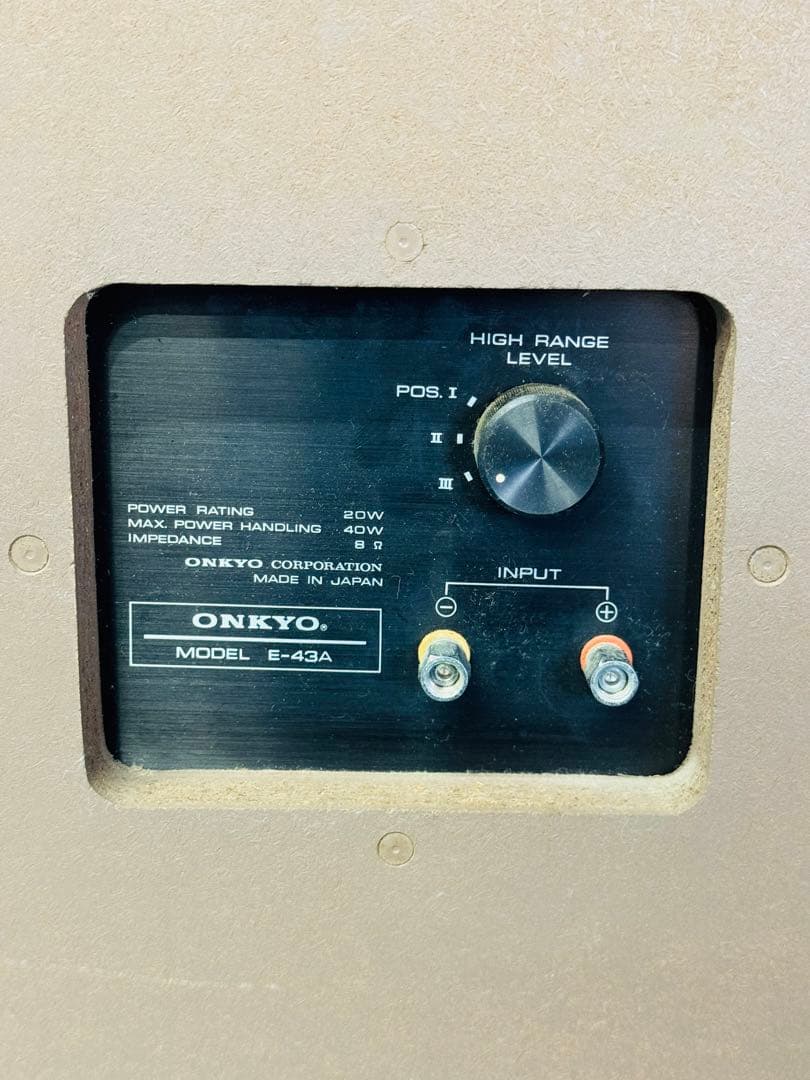 HIGH RANGE
LEVEL
POS. I
II
III
POWER RATING 20W
MAX. POWER HANDLING 40W
IMPEDANCE 8 Ω
ONKYO CORPORATION
MADE IN JAPAN
INPUT
⊖ ⊕
ONKYO®
MODEL E-43A